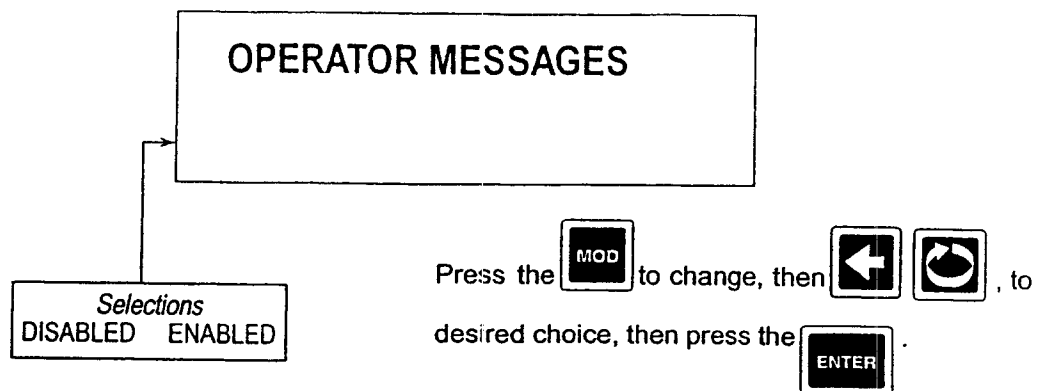 OPERATOR MESSAGES
Selections
DISABLED ENABLED
Press the MOD to change, then , to
desired choice, then press the ENTER .